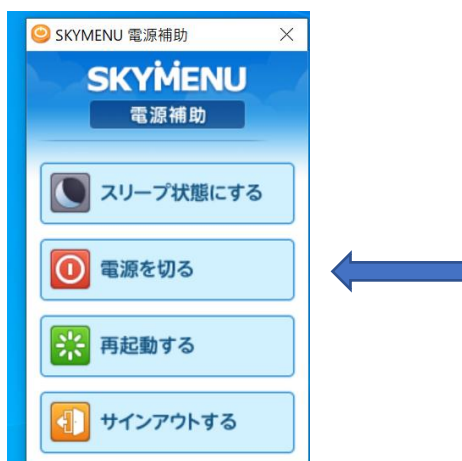 SKYMENU 電源補助
SKYMENU
電源補助
スリープ状態にする
電源を切る
再起動する
サインアウトする